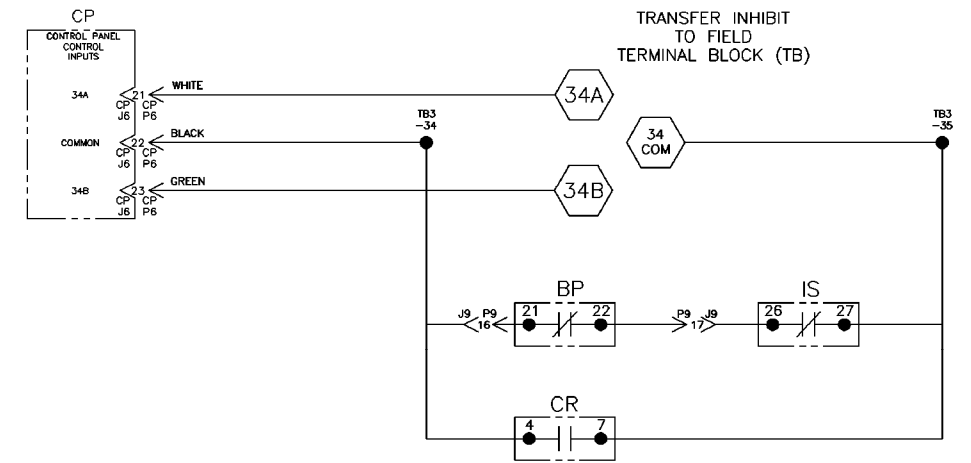 CP
CONTROL PANEL
CONTROL
INPUTS
TRANSFER INHIBIT
TO FIELD
TERMINAL BLOCK (TB)
34A
21
WHITE
34A
CP CP
J6 P6
TB3
-34
TB3
-35
COMMON
22
BLACK
34
COM
CP CP
J6 P6
34B
23
GREEN
34B
CP CP
J6 P6
BP
IS
J9 P9
16
21
22
P9 J9
17
26
27
CR
4
7